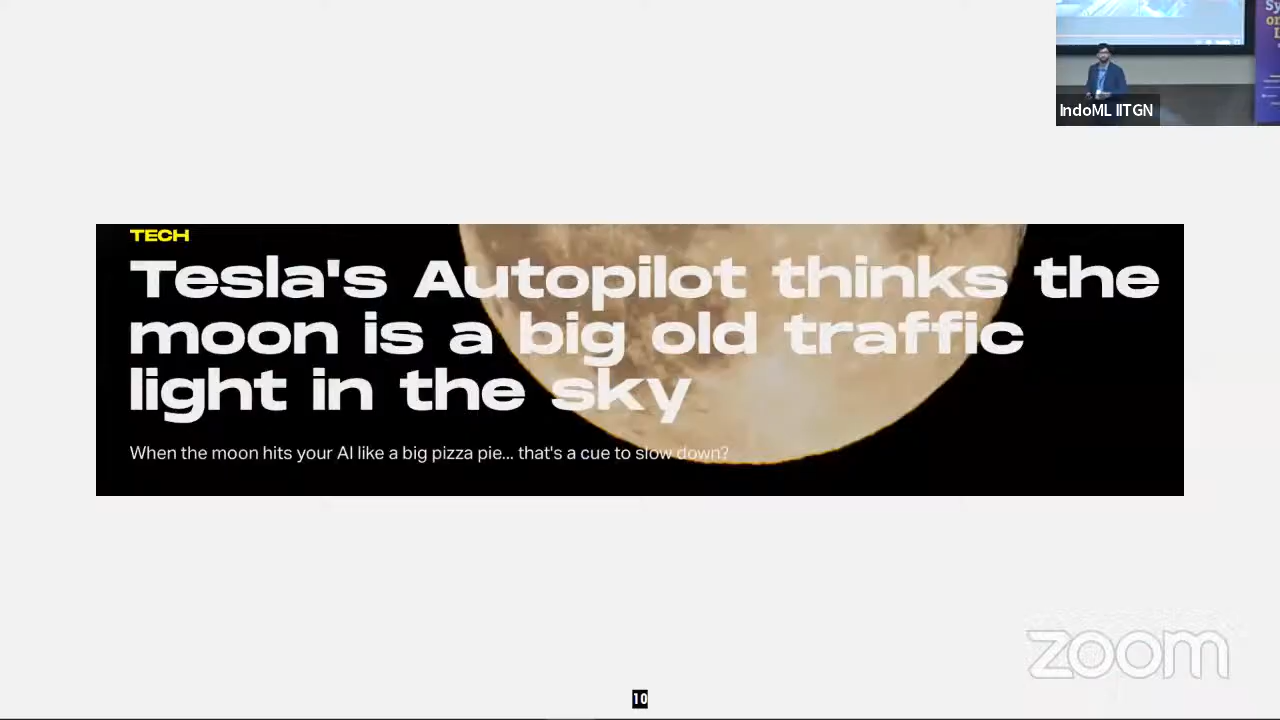 IndoML IITGN
TECH
Tesla's Autopilot thinks the
moon is a big old traffic
light in the sky
When the moon hits your AI like a big pizza pie... that's a cue to slow down?
zoom
10